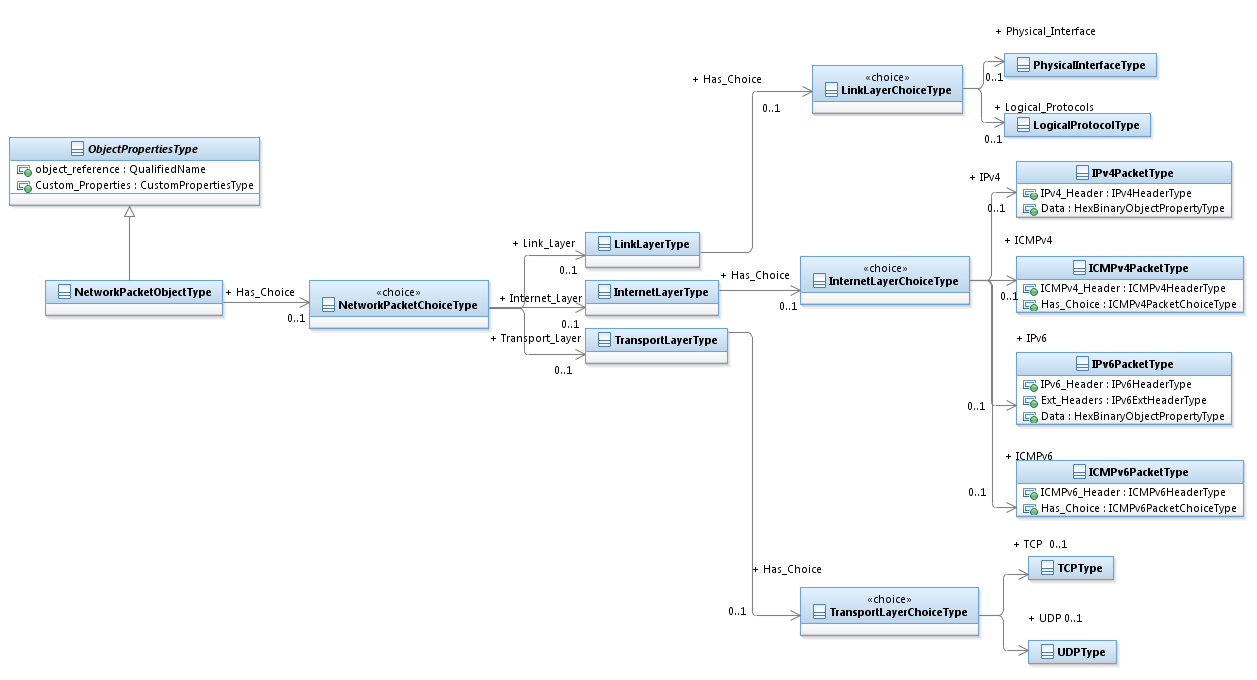 ObjectPropertiesType
object_reference : QualifiedName
Custom_Properties : CustomPropertiesType
NetworkPacketObjectType
+ Has_Choice
0..1
«choice»
NetworkPacketChoiceType
+ Link_Layer
0..1
LinkLayerType
+ Internet_Layer
0..1
InternetLayerType
+ Transport_Layer
0..1
TransportLayerType
+ Has_Choice
0..1
«choice»
LinkLayerChoiceType
+ Physical_Interface
0..1
PhysicalInterfaceType
+ Logical_Protocols
0..1
LogicalProtocolType
+ Has_Choice
0..1
«choice»
InternetLayerChoiceType
+ IPv4
0..1
IPv4PacketType
IPv4_Header : IPv4HeaderType
Data : HexBinaryObjectPropertyType
+ ICMPv4
0..1
ICMPv4PacketType
ICMPv4_Header : ICMPv4HeaderType
Has_Choice : ICMPv4PacketChoiceType
+ IPv6
0..1
IPv6PacketType
IPv6_Header : IPv6HeaderType
Ext_Headers : IPv6ExtHeaderType
Data : HexBinaryObjectPropertyType
+ ICMPv6
0..1
ICMPv6PacketType
ICMPv6_Header : ICMPv6HeaderType
Has_Choice : ICMPv6PacketChoiceType
+ Has_Choice
0..1
«choice»
TransportLayerChoiceType
+ TCP 0..1
TCPType
+ UDP 0..1
UDPType